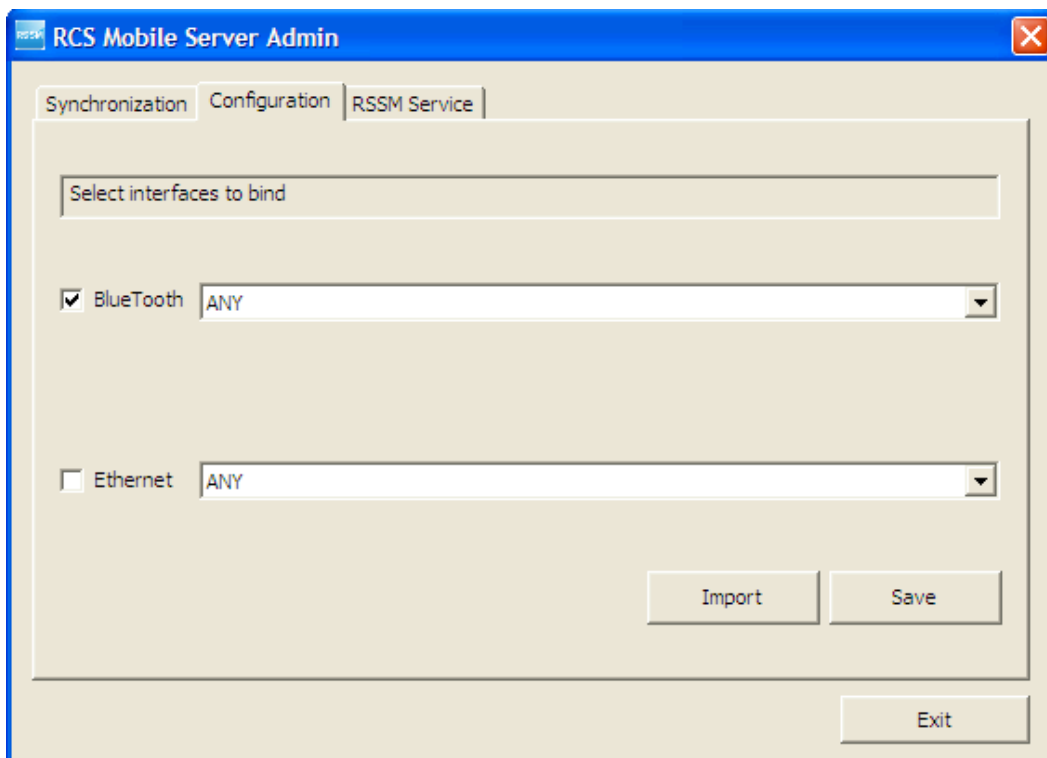 RSSM RCS Mobile Server Admin
Synchronization Configuration RSSM Service
Select interfaces to bind
BlueTooth ANY
Ethernet ANY
Import Save
Exit